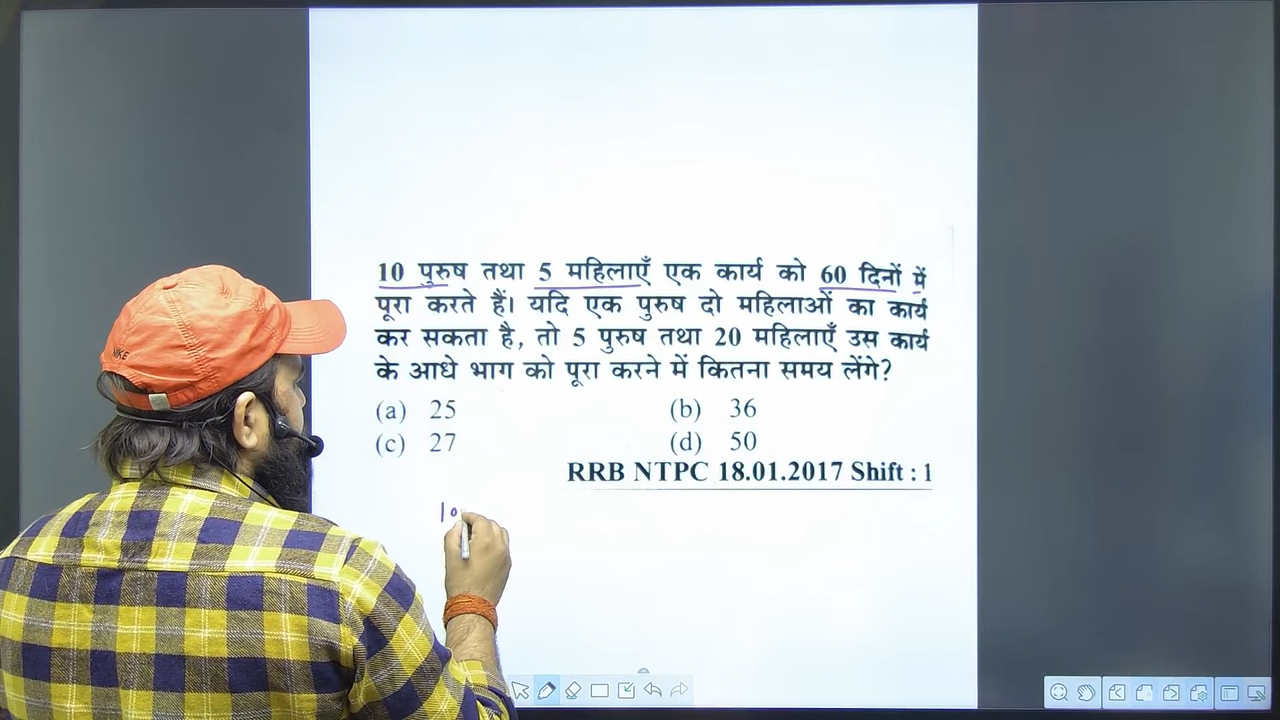 10 पुरुष तथा 5 महिलाएँ एक कार्य को 60 दिनों में
पूरा करते हैं। यदि एक पुरुष दो महिलाओं का कार्य
कर सकता है, तो 5 पुरुष तथा 20 महिलाएँ उस कार्य
के आधे भाग को पूरा करने में कितना समय लेंगे?
(a) 25 (b) 36
(c) 27 (d) 50
RRB NTPC 18.01.2017 Shift : 1
10
NIKE